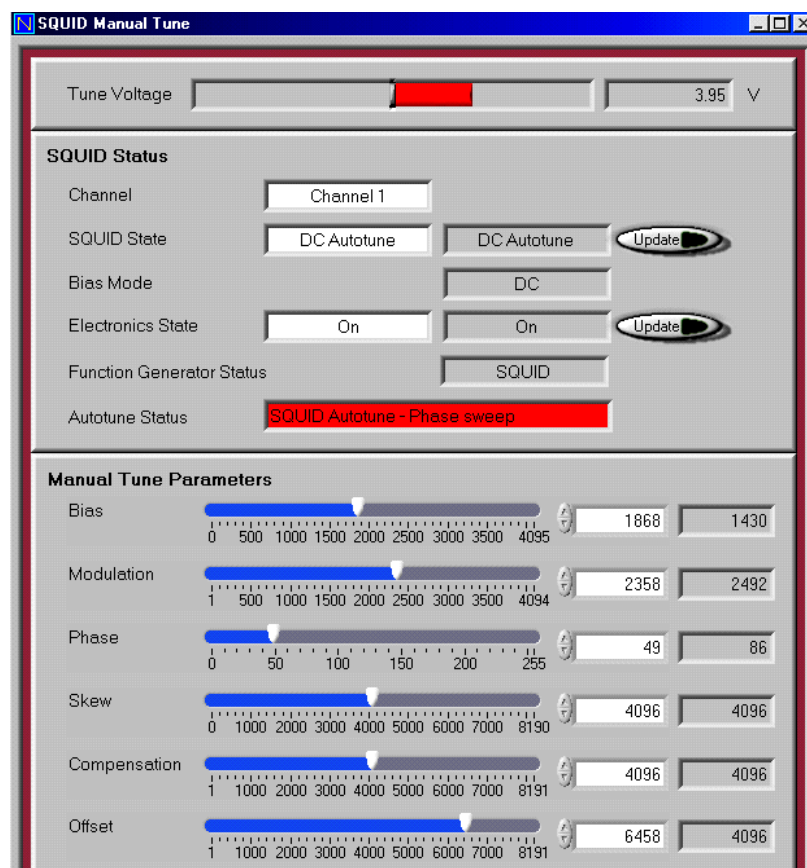 SQUID Manual Tune
Tune Voltage 3.95 V
SQUID Status
Channel Channel 1
SQUID State DC Autotune DC Autotune Update
Bias Mode DC
Electronics State On On Update
Function Generator Status SQUID
Autotune Status SQUID Autotune - Phase sweep
Manual Tune Parameters
Bias 1868 1430
0 500 1000 1500 2000 2500 3000 3500 4095
Modulation 2358 2492
1 500 1000 1500 2000 2500 3000 3500 4094
Phase 49 86
0 50 100 150 200 255
Skew 4096 4096
0 1000 2000 3000 4000 5000 6000 7000 8190
Compensation 4096 4096
1 1000 2000 3000 4000 5000 6000 7000 8191
Offset 6458 4096
1 1000 2000 3000 4000 5000 6000 7000 8191